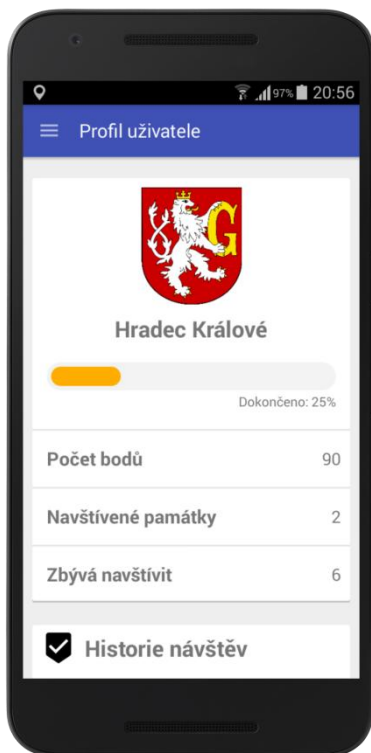 97% 20:56
Profil uživatele
G
Hradec Králové
Dokončeno: 25%
Počet bodů 90
Navštívené památky 2
Zbývá navštívit 6
Historie návštěv